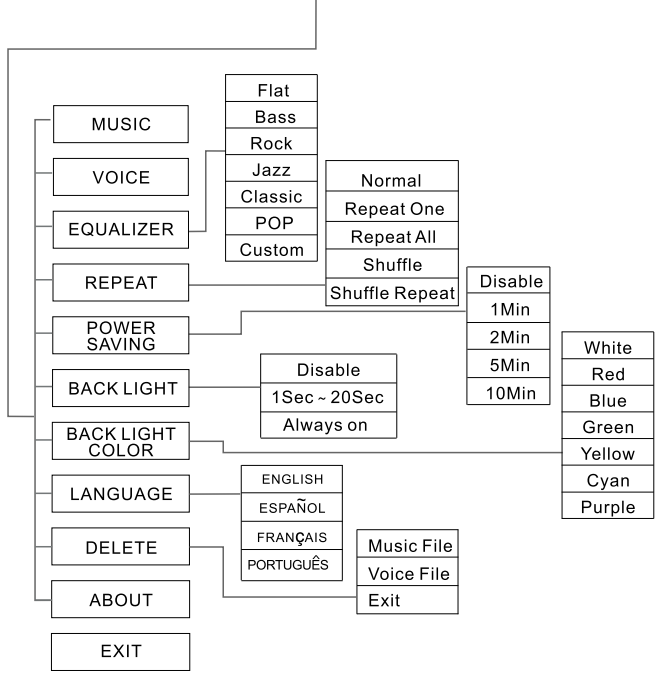 MUSIC
VOICE
EQUALIZER
Flat
Bass
Rock
Jazz
Classic
POP
Custom
REPEAT
Normal
Repeat One
Repeat All
Shuffle
Shuffle Repeat
POWER
SAVING
Disable
1Min
2Min
5Min
10Min
BACK LIGHT
Disable
1Sec ~ 20Sec
Always on
BACK LIGHT
COLOR
White
Red
Blue
Green
Yellow
Cyan
Purple
LANGUAGE
ENGLISH
ESPAÑOL
FRANÇAIS
PORTUGUÊS
DELETE
Music File
Voice File
Exit
ABOUT
EXIT